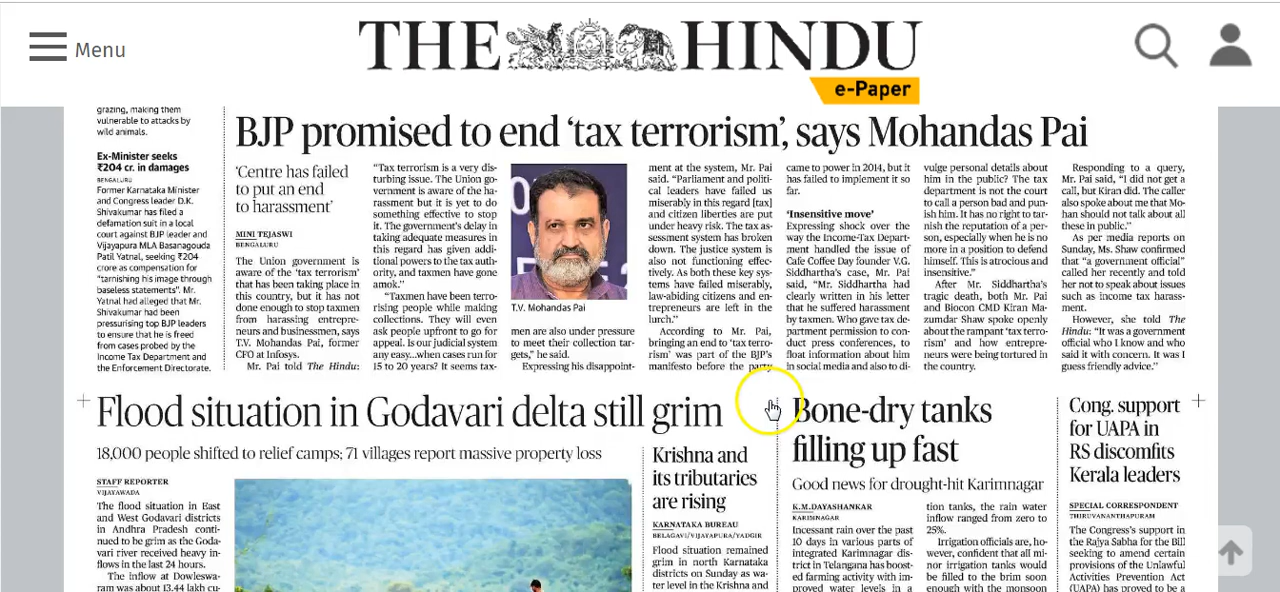 Menu
THE HINDU
e-Paper
grazing, making them
vulnerable to attacks by
wild animals.
Ex-Minister seeks
₹204 cr. in damages
BENGALURU
Former Karnataka Minister
and Congress leader D.K.
Shivakumar has filed a
defamation suit in a local
court against BJP leader and
Vijayapura MLA Basanagouda
Patil Yatnal, seeking ₹204
crore as compensation for
“tarnishing his image through
baseless statements”. Mr.
Yatnal had alleged that Mr.
Shivakumar had been
pressurising top BJP leaders
to ensure that he is freed
from cases probed by the
Income Tax Department and
the Enforcement Directorate.
BJP promised to end ‘tax terrorism’, says Mohandas Pai
‘Centre has failed
to put an end
to harassment’
MINI TEJASWI
BENGALURU
The Union government is
aware of the ‘tax terrorism’
that has been taking place in
this country, but it has not
done enough to stop taxmen
from harassing entrepre-
neurs and businesses, says
T.V. Mohandas Pai, former
CFO at Infosys.
Mr. Pai told The Hindu:
“Tax terrorism is a very dis-
turbing issue. The Union go-
vernment is aware of the ha-
rassment but it is yet to do
something effective to stop
it. The government’s delay in
taking adequate measures in
this regard has given addi-
tional powers to the tax auth-
ority, and taxmen have gone
amok.”
“Taxmen have been terro-
rising people while making
collections. They will even
ask people upfront to go for
appeal. Is our judicial system
any easy...when cases run for
15 to 20 years? It seems tax-
T.V. Mohandas Pai
men are also under pressure
to meet their collection tar-
gets,” he said.
Expressing his disappoint-
ment at the system, Mr. Pai
said. “Parliament and politi-
cal leaders have failed us
miserably in this regard [tax]
and citizen liberties are put
under heavy risk. The tax as-
sessment system has broken
down. The justice system is
also not functioning effec-
tively. As both these key sys-
tems have failed miserably,
law-abiding citizens and en-
trepreneurs are left in the
lurch.”
According to Mr. Pai,
bringing an end to ‘tax terro-
rism’ was part of the BJP’s
manifesto before the party
came to power in 2014, but it
has failed to implement it so
far.
‘Insensitive move’
Expressing shock over the
way the Income-Tax Depart-
ment handled the issue of
Cafe Coffee Day founder V.G.
Siddhartha’s case, Mr. Pai
said, “Mr. Siddhartha had
clearly written in his letter
that he suffered harassment
by taxmen. Who gave tax de-
partment permission to con-
duct press conferences, to
float information about him
in social media and also to di-
vulge personal details about
him in the public? The tax
department is not the court
to call a person bad and pun-
ish him. It has no right to tar-
nish the reputation of a per-
son, especially when he is no
more in a position to defend
himself. This is atrocious and
insensitive.”
After Mr. Siddhartha’s
tragic death, both Mr. Pai
and Biocon CMD Kiran Ma-
zumdar Shaw spoke openly
about the rampant ‘tax terro-
rism’ and how entrepre-
neurs were being tortured in
the country.
Responding to a query,
Mr. Pai said, “I did not get a
call, but Kiran did. The caller
also spoke about me that Mo-
han should not talk about all
these in public.”
As per media reports on
Sunday, Ms. Shaw confirmed
that “a government official”
called her recently and told
her not to speak about issues
such as income tax harass-
ment.
However, she told The
Hindu: “It was a government
official who I know and who
said it with concern. It was I
guess friendly advice.”
Flood situation in Godavari delta still grim
18,000 people shifted to relief camps; 71 villages report massive property loss
STAFF REPORTER
VIJAYAWADA
The flood situation in East
and West Godavari districts
in Andhra Pradesh conti-
nued to be grim as the Goda-
vari river received heavy in-
flows in the last 24 hours.
The inflow at Dowleswa-
ram was about 13.44 lakh cu-
Krishna and
its tributaries
are rising
KARNATAKA BUREAU
BELAGAVI/VIJAYAPURA/YADGIR
Flood situation remained
grim in north Karnataka
districts on Sunday as wa-
ter level in the Krishna and
Bone-dry tanks
filling up fast
Good news for drought-hit Karimnagar
K.M.DAYASHANKAR
KARIMNAGAR
Incessant rain over the past
10 days in various parts of
integrated Karimnagar dis-
trict in Telangana has boost-
ed farming activity with im-
proved water levels in a
tion tanks, the rain water
inflow ranged from zero to
25%.
Irrigation officials are, ho-
wever, confident that all mi-
nor irrigation tanks would
be filled to the brim soon
enough with the monsoon
Cong. support
for UAPA in
RS discomfits
Kerala leaders
SPECIAL CORRESPONDENT
THIRUVANANTHAPURAM
The Congress’s support in
the Rajya Sabha for the Bill
seeking to amend certain
provisions of the Unlawful
Activities Prevention Act
(UAPA) has proved to be a